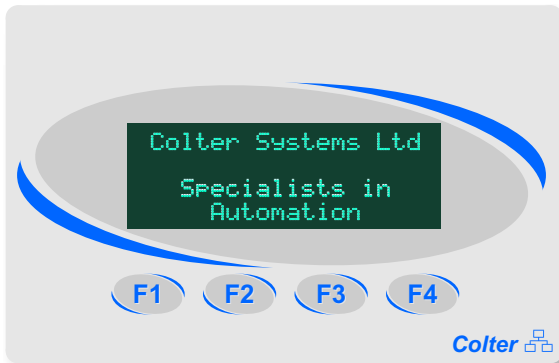 Colter Systems Ltd
Specialists in
Automation
F1 F2 F3 F4
Colter